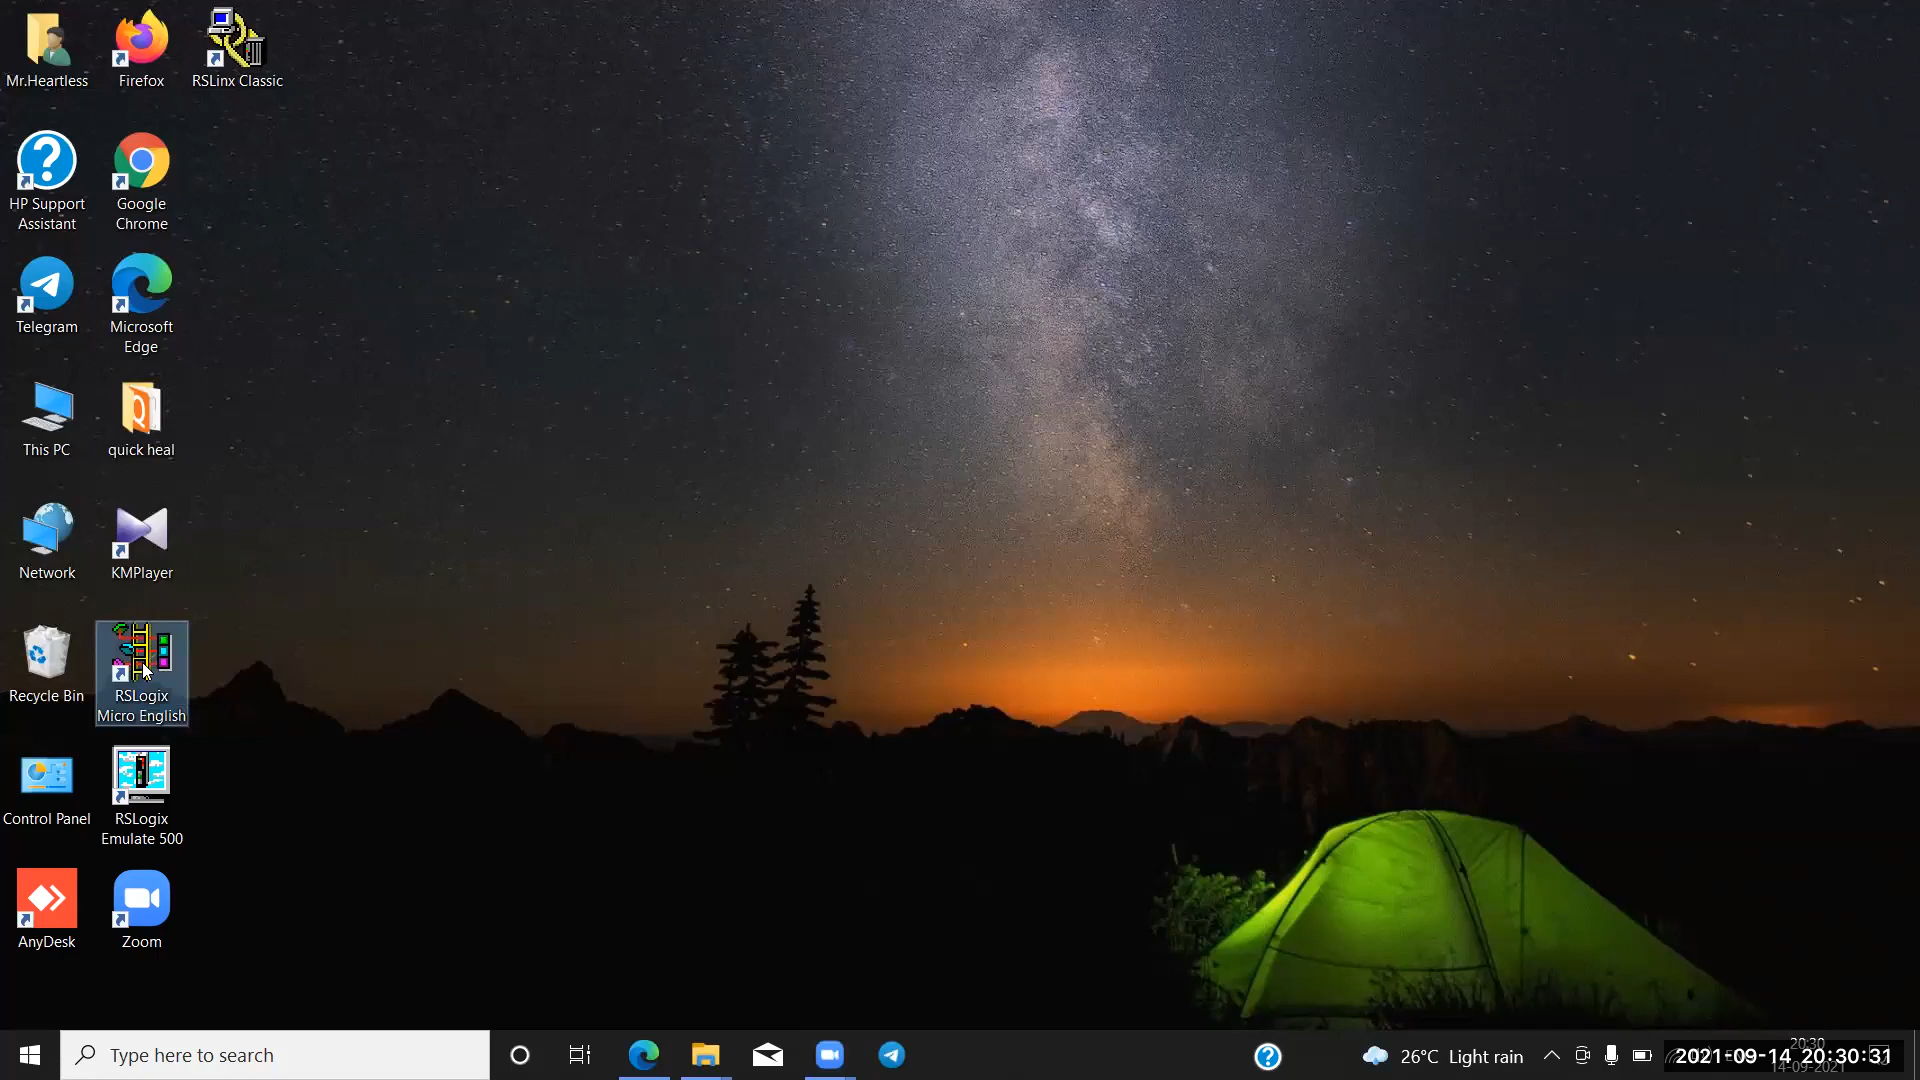 Mr.Heartless
Firefox
RSLinx Classic
HP Support
Assistant
Google
Chrome
Telegram
Microsoft
Edge
This PC
quick heal
Network
KMPlayer
Recycle Bin
RSLogix
Micro English
Control Panel
RSLogix
Emulate 500
AnyDesk
Zoom
Type here to search
26°C Light rain
20:30
2021-09-14 20:30:31
14-09-2021